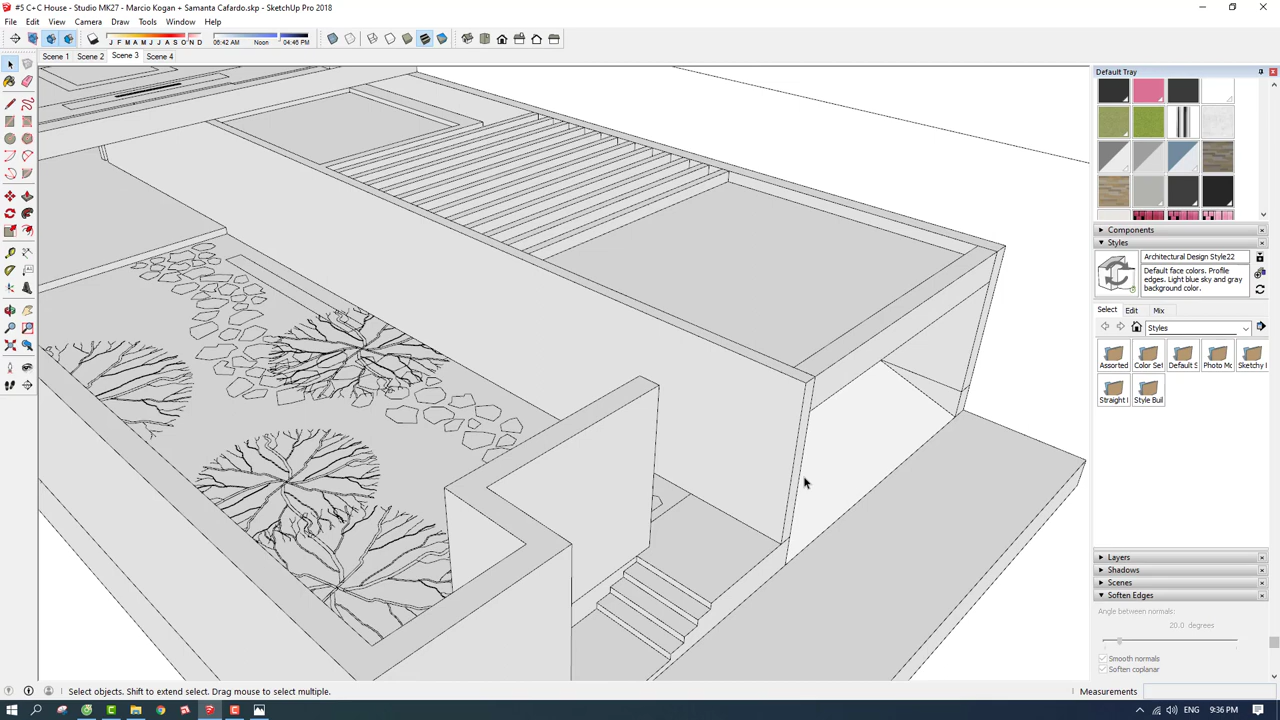 #5 C+C House - Studio MK27 - Marcio Kogan + Samanta Cafardo.skp - SketchUp Pro 2018
File Edit View Camera Draw Tools Window Help
J F M A M J J A S O N D 05:42 AM Noon 04:46 PM
Scene 1 Scene 2 Scene 3 Scene 4
Default Tray
Components
Styles
Architectural Design Style22
Default face colors. Profile edges. Light blue sky and gray background color.
Select Edit Mix
Styles
Assorted Color Set Default S Photo Mo Sketchy
Straight l Style Buil
Layers
Shadows
Scenes
Soften Edges
Angle between normals:
20.0 degrees
Smooth normals
Soften coplanar
Select objects. Shift to extend select. Drag mouse to select multiple.
Measurements
ENG 9:36 PM